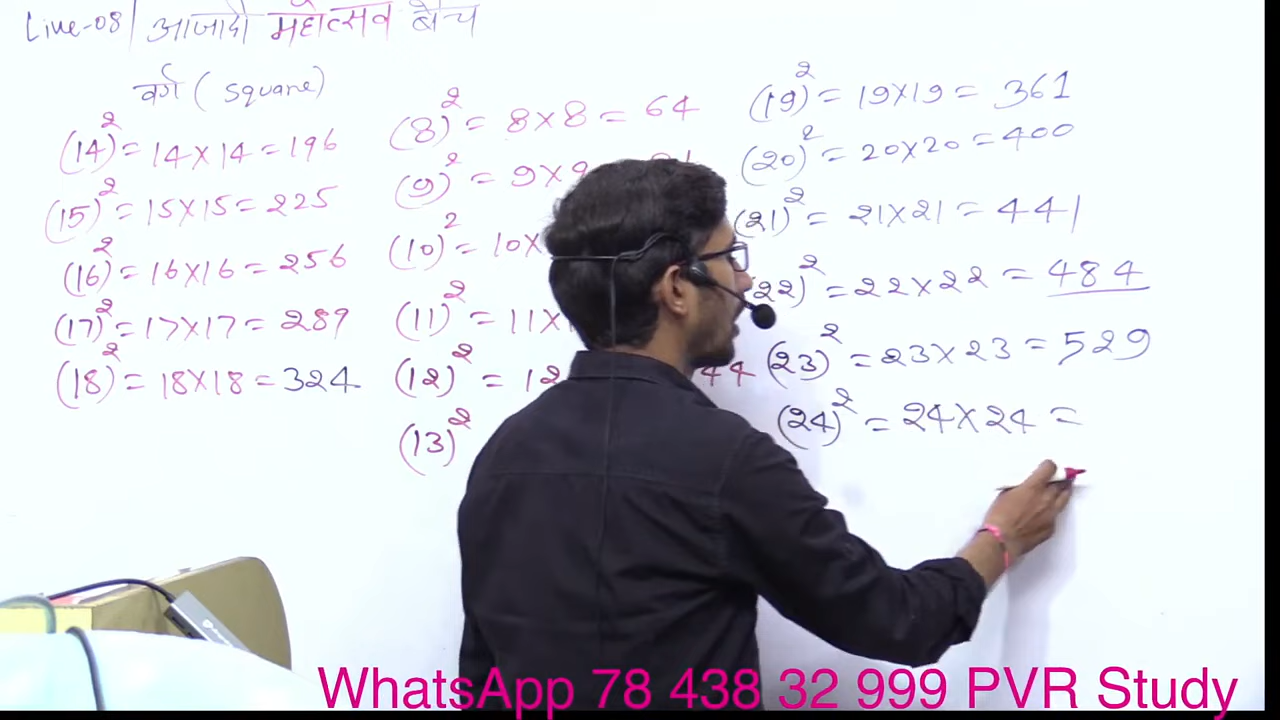 Live-08 | आजादी महोत्सव बैच
वर्ग ( square)
(14)² = 14×14 = 196
(15)² = 15×15 = 225
(16)² = 16×16 = 256
(17)² = 17×17 = 289
(18)² = 18×18 = 324
(8)² = 8×8 = 64
(9)² = 9×9
(10)² = 10×
(11)² = 11×
(12)² = 12 44
(13)²
(19)² = 19×19 = 361
(20)² = 20×20 = 400
(21)² = 21×21 = 441
22)² = 22×22 = 484
(23)² = 23×23 = 529
(24)² = 24×24 =
WhatsApp 78 438 32 999 PVR Study